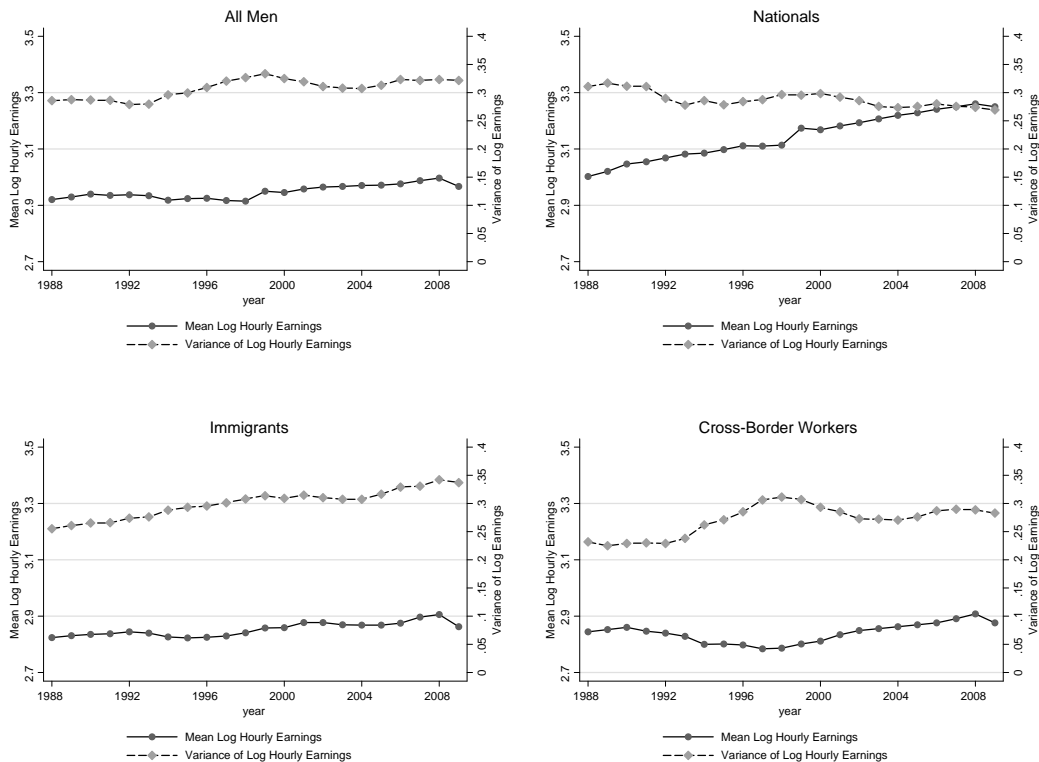 All Men
3.5
3.3
3.1
2.9
2.7
Mean Log Hourly Earnings
.4
.35
.3
.25
.2
.15
.1
.05
0
Variance of Log Earnings
1988 1992 1996 2000 2004 2008
year
Mean Log Hourly Earnings
Variance of Log Hourly Earnings
Nationals
3.5
3.3
3.1
2.9
2.7
Mean Log Hourly Earnings
.4
.35
.3
.25
.2
.15
.1
.05
0
Variance of Log Earnings
1988 1992 1996 2000 2004 2008
year
Mean Log Hourly Earnings
Variance of Log Hourly Earnings
Immigrants
3.5
3.3
3.1
2.9
2.7
Mean Log Hourly Earnings
.4
.35
.3
.25
.2
.15
.1
.05
0
Variance of Log Earnings
1988 1992 1996 2000 2004 2008
year
Mean Log Hourly Earnings
Variance of Log Hourly Earnings
Cross-Border Workers
3.5
3.3
3.1
2.9
2.7
Mean Log Hourly Earnings
.4
.35
.3
.25
.2
.15
.1
.05
0
Variance of Log Earnings
1988 1992 1996 2000 2004 2008
year
Mean Log Hourly Earnings
Variance of Log Hourly Earnings